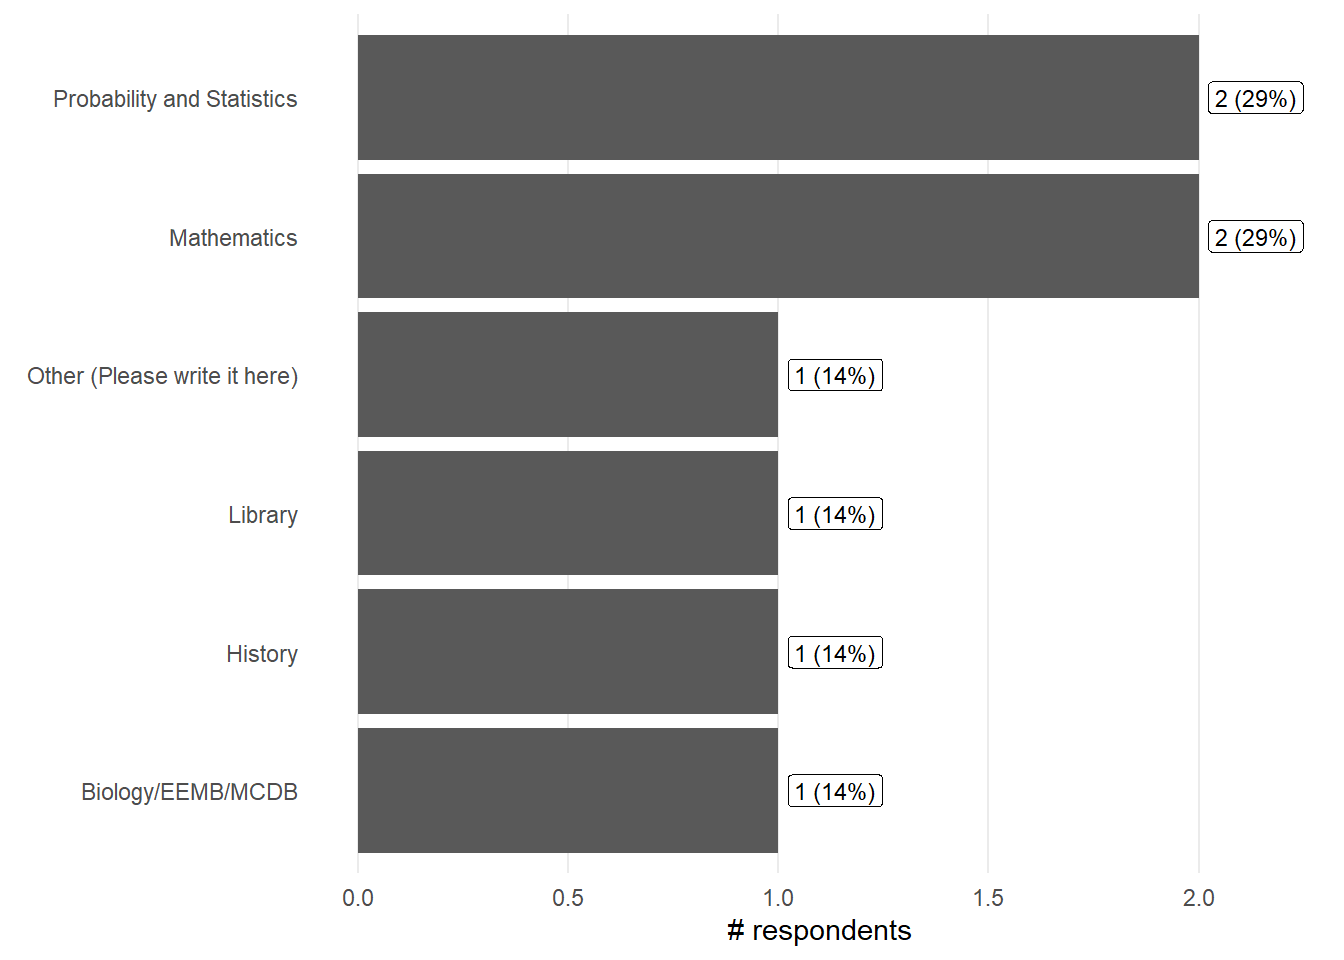 Probability and Statistics 2 (29%)
Mathematics 2 (29%)
Other (Please write it here) 1 (14%)
Library 1 (14%)
History 1 (14%)
Biology/EEMB/MCDB 1 (14%)
0.0 0.5 1.0 1.5 2.0
# respondents